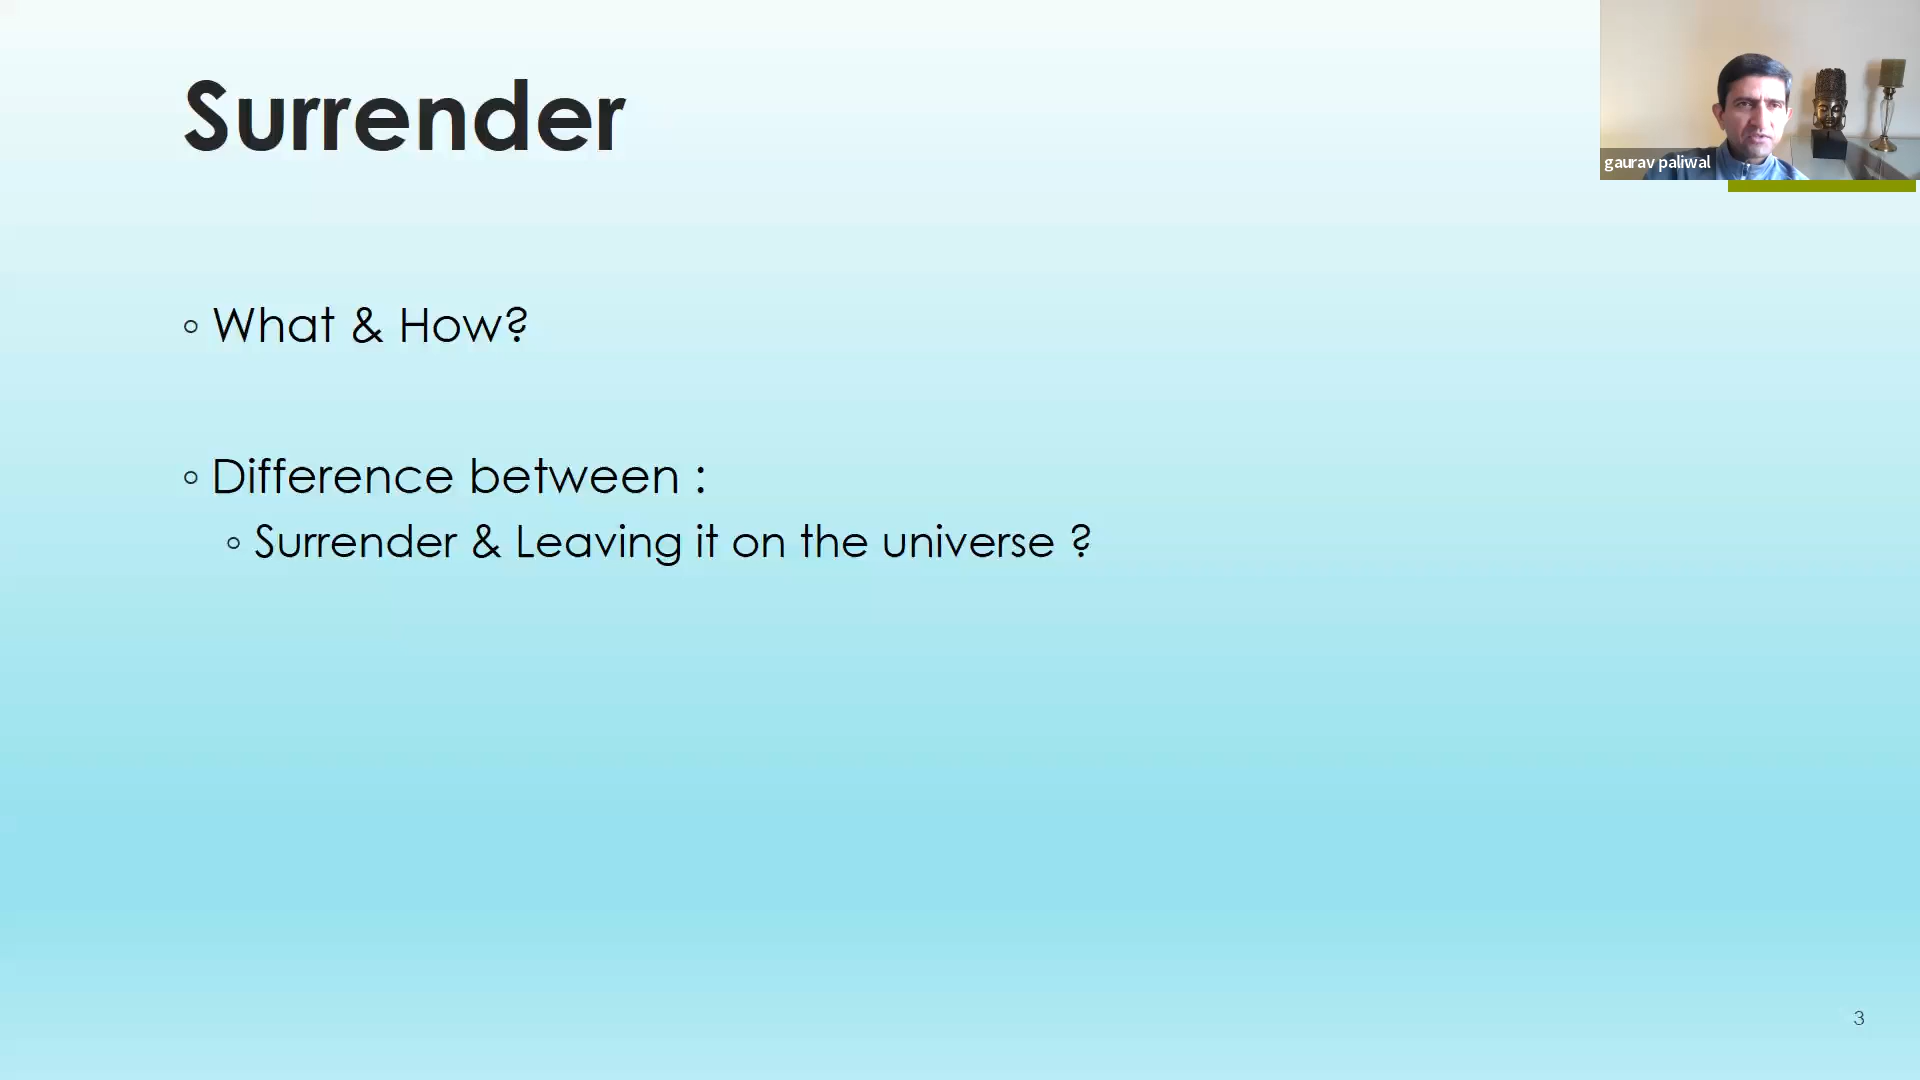 Surrender
gaurav paliwal
◦ What & How?
◦ Difference between :
◦ Surrender & Leaving it on the universe ?
3